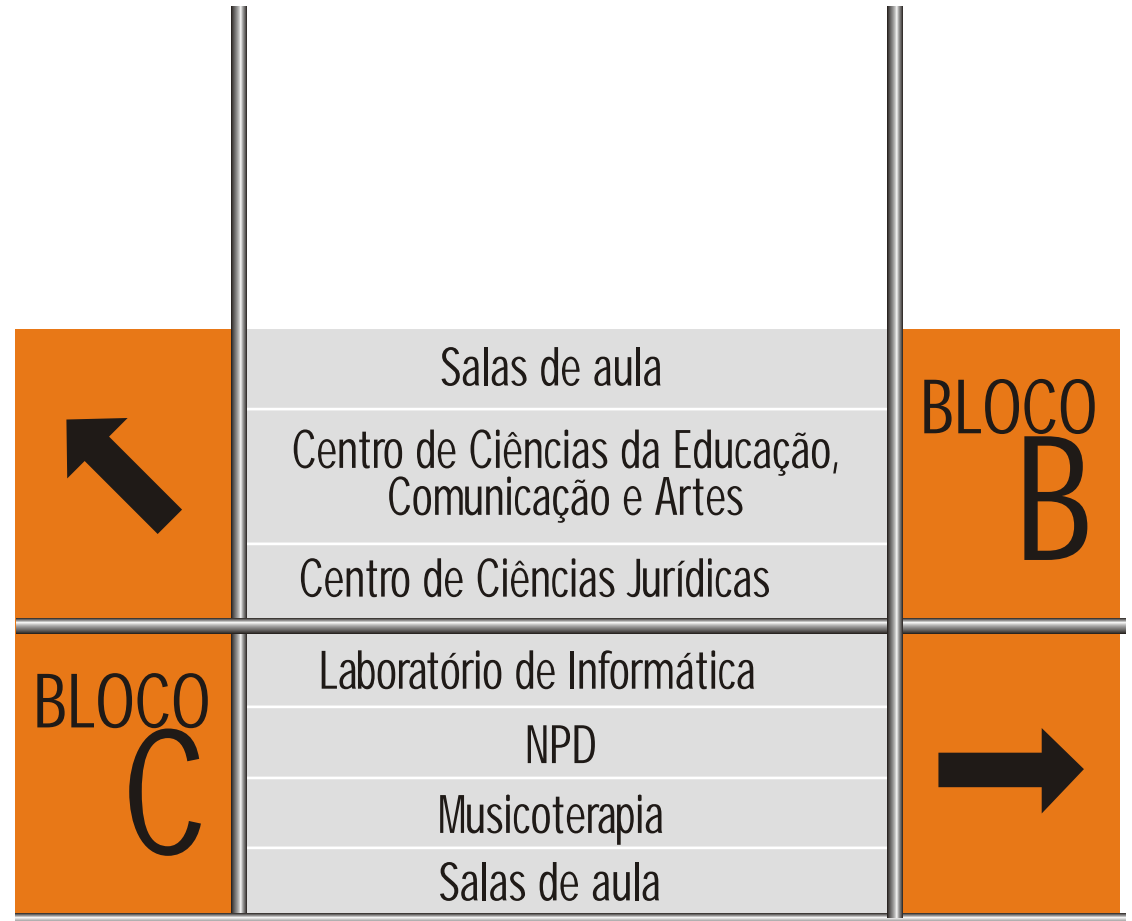 Salas de aula
Centro de Ciências da Educação,
Comunicação e Artes
Centro de Ciências Jurídicas
BLOCO
B
BLOCO
C
Laboratório de Informática
NPD
Musicoterapia
Salas de aula